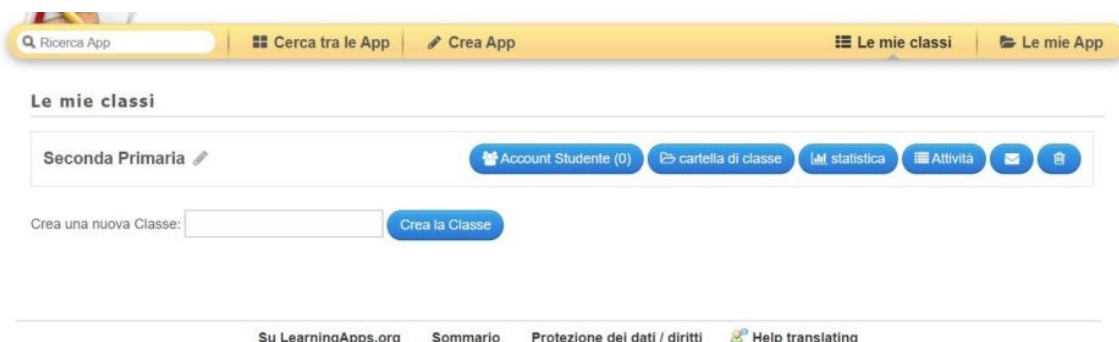 Ricerca App Cerca tra le App Crea App Le mie classi Le mie App
Le mie classi
Seconda Primaria Account Studente (0) cartella di classe statistica Attività
Crea una nuova Classe: Crea la Classe
Su LearningApps.org Sommario Protezione dei dati / diritti Help translating